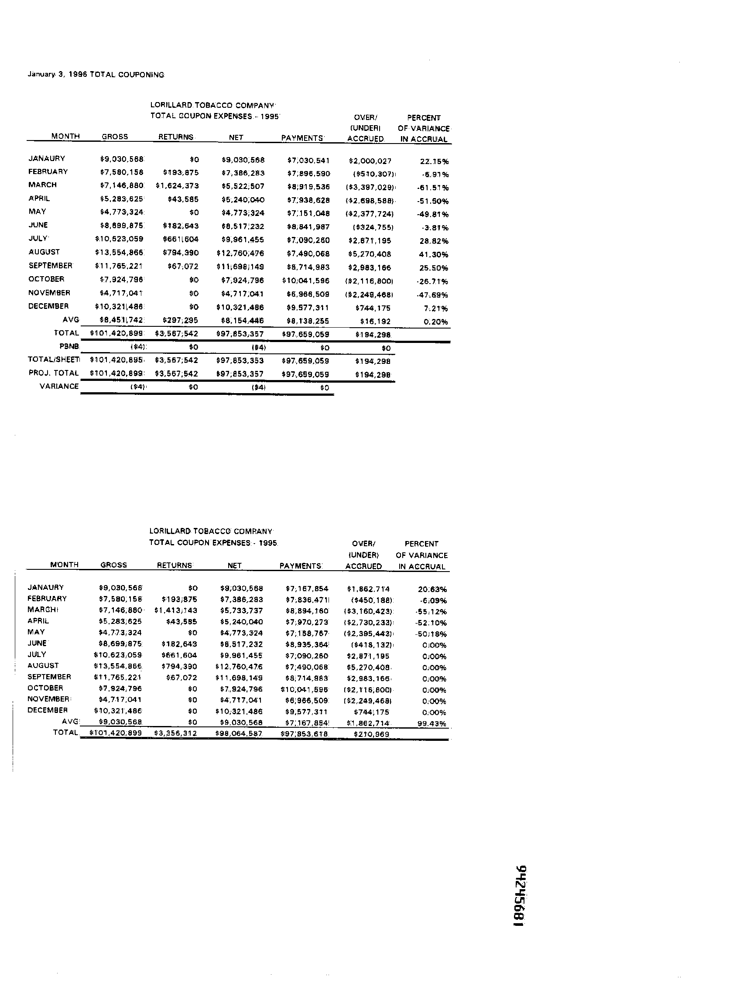 January 3, 1996 TOTAL COUPONING
LORILLARD TOBACCO COMPANY
TOTAL COUPON EXPENSES - 1995 OVER/ PERCENT
(UNDER) OF VARIANCE
MONTH GROSS RETURNS NET PAYMENTS ACCRUED IN ACCRUAL
JANAURY $9,030,568 $0 $9,030,568 $7,030,541 $2,000,027 22.15%
FEBRUARY $7,580,158 $193,875 $7,386,283 $7,896,590 ($510,307) -6.91%
MARCH $7,146,880 $1,624,373 $5,522,507 $8,919,536 ($3,397,029) -61.51%
APRIL $5,283,625 $43,585 $5,240,040 $7,938,628 ($2,698,588) -51.50%
MAY $4,773,324 $0 $4,773,324 $7,151,048 ($2,377,724) -49.81%
JUNE $8,699,875 $182,643 $8,517,232 $8,841,987 ($324,755) -3.81%
JULY $10,623,059 $661,604 $9,961,455 $7,090,260 $2,871,195 28.82%
AUGUST $13,554,866 $794,390 $12,760,476 $7,490,068 $5,270,408 41.30%
SEPTEMBER $11,765,221 $67,072 $11,698,149 $8,714,983 $2,983,166 25.50%
OCTOBER $7,924,796 $0 $7,924,796 $10,041,596 ($2,116,800) -26.71%
NOVEMBER $4,717,041 $0 $4,717,041 $6,966,509 ($2,249,468) -47.69%
DECEMBER $10,321,486 $0 $10,321,486 $9,577,311 $744,175 7.21%
AVG $8,451,742 $297,295 $8,154,446 $8,138,255 $16,192 0.20%
TOTAL $101,420,899 $3,567,542 $97,853,357 $97,659,059 $194,298
PBNB ($4) $0 ($4) $0 $0
TOTAL/SHEET $101,420,895 $3,567,542 $97,853,353 $97,659,059 $194,298
PROJ. TOTAL $101,420,899 $3,567,542 $97,853,357 $97,659,059 $194,298
VARIANCE ($4) $0 ($4) $0
LORILLARD TOBACCO COMPANY
TOTAL COUPON EXPENSES - 1995 OVER/ PERCENT
(UNDER) OF VARIANCE
MONTH GROSS RETURNS NET PAYMENTS ACCRUED IN ACCRUAL
JANAURY $9,030,568 $0 $9,030,568 $7,167,854 $1,862,714 20.63%
FEBRUARY $7,580,158 $193,875 $7,386,283 $7,836,471 ($450,188) -6.09%
MARCH $7,146,880 $1,413,143 $5,733,737 $8,894,160 ($3,160,423) -55.12%
APRIL $5,283,625 $43,585 $5,240,040 $7,970,273 ($2,730,233) -52.10%
MAY $4,773,324 $0 $4,773,324 $7,168,767 ($2,395,443) -50.18%
JUNE $8,699,875 $182,643 $8,517,232 $8,935,364 ($418,132) 0.00%
JULY $10,623,059 $661,604 $9,961,455 $7,090,260 $2,871,195 0.00%
AUGUST $13,554,866 $794,390 $12,760,476 $7,490,068 $5,270,408 0.00%
SEPTEMBER $11,765,221 $67,072 $11,698,149 $8,714,983 $2,983,166 0.00%
OCTOBER $7,924,796 $0 $7,924,796 $10,041,596 ($2,116,800) 0.00%
NOVEMBER $4,717,041 $0 $4,717,041 $6,966,509 ($2,249,468) 0.00%
DECEMBER $10,321,486 $0 $10,321,486 $9,577,311 $744,175 0.00%
AVG $9,030,568 $0 $9,030,568 $7,167,854 $1,862,714 99.43%
TOTAL $101,420,899 $3,356,312 $98,064,587 $97,853,618 $210,969
94245681